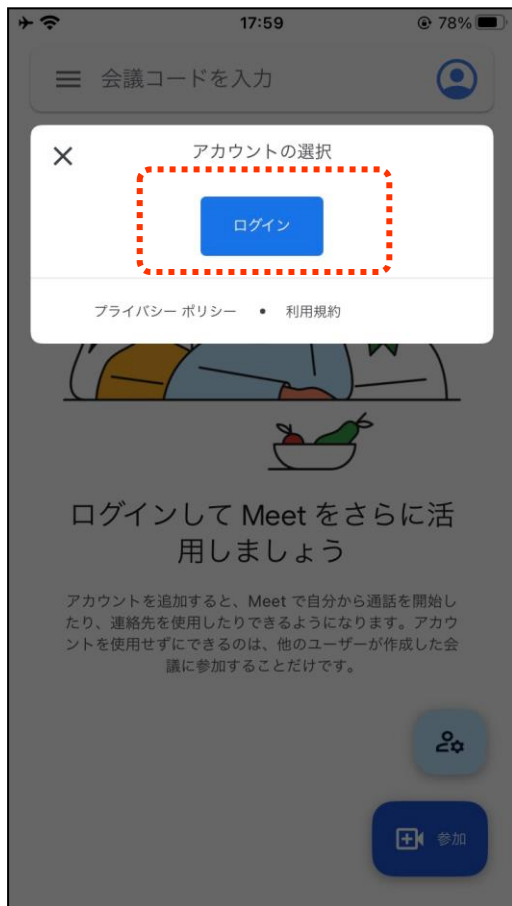 17:59
78%
会議コードを入力
アカウントの選択
ログイン
プライバシー ポリシー • 利用規約
ログインして Meet をさらに活
用しましょう
アカウントを追加すると、Meet で自分から通話を開始し
たり、連絡先を使用したりできるようになります。アカウ
ントを使用せずにできるのは、他のユーザーが作成した会
議に参加することだけです。
参加